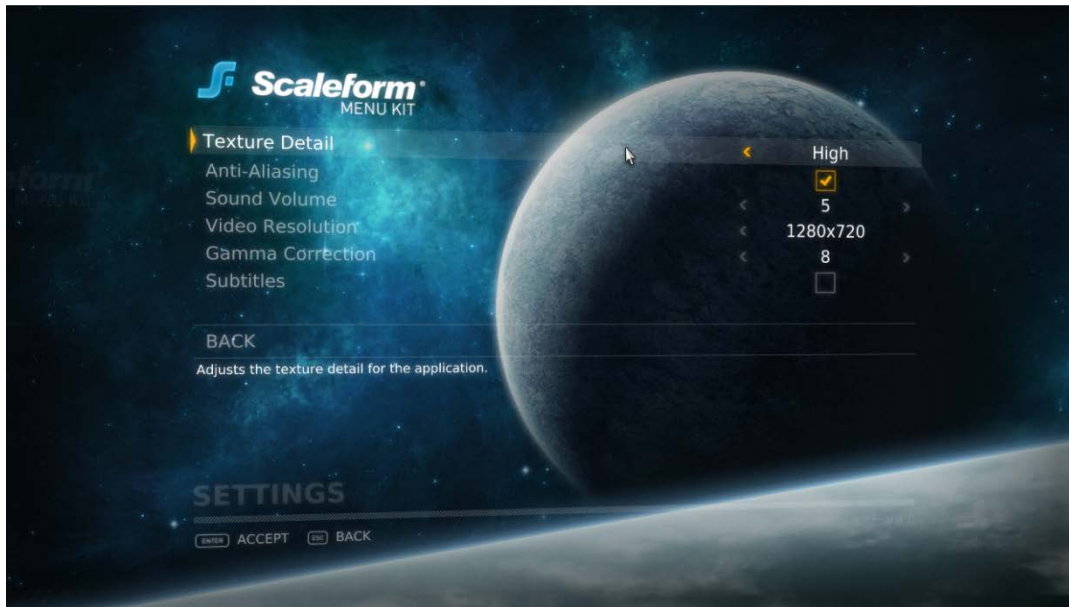 Scaleform®
MENU KIT
Texture Detail
High
Anti-Aliasing
Sound Volume
5
Video Resolution
1280x720
Gamma Correction
8
Subtitles
BACK
Adjusts the texture detail for the application.
SETTINGS
ENTER ACCEPT ESC BACK